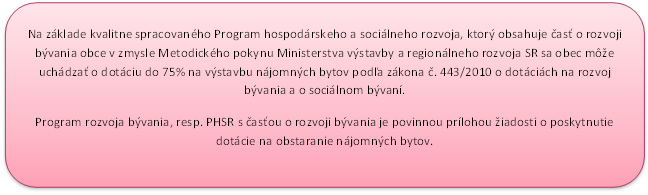 Na základe kvalitne spracovaného Program hospodárskeho a sociálneho rozvoja, ktorý obsahuje časť o rozvoji
bývania obce v zmysle Metodického pokynu Ministerstva výstavby a regionálneho rozvoja SR sa obec môže
uchádzať o dotáciu do 75% na výstavbu nájomných bytov podľa zákona č. 443/2010 o dotáciách na rozvoj
bývania a o sociálnom bývaní.
Program rozvoja bývania, resp. PHSR s časťou o rozvoji bývania je povinnou prílohou žiadosti o poskytnutie
dotácie na obstaranie nájomných bytov.